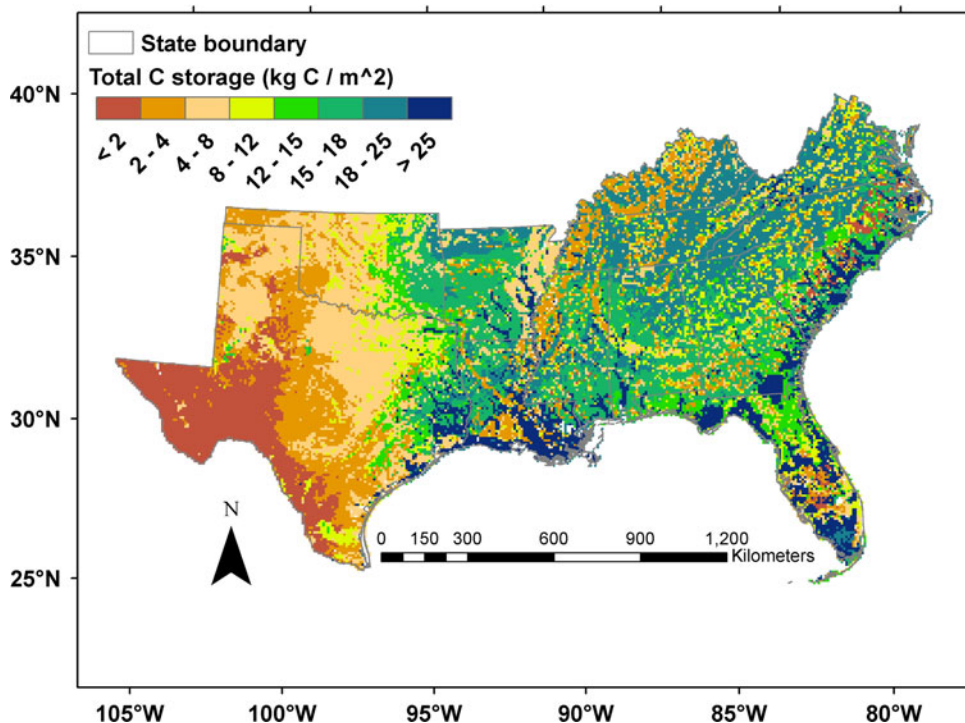 State boundary
Total C storage (kg C / m^2)
< 2
2 - 4
4 - 8
8 - 12
12 - 15
15 - 18
18 - 25
> 25
40°N
35°N
30°N
25°N
N
0 150 300 600 900 1,200
Kilometers
105°W 100°W 95°W 90°W 85°W 80°W